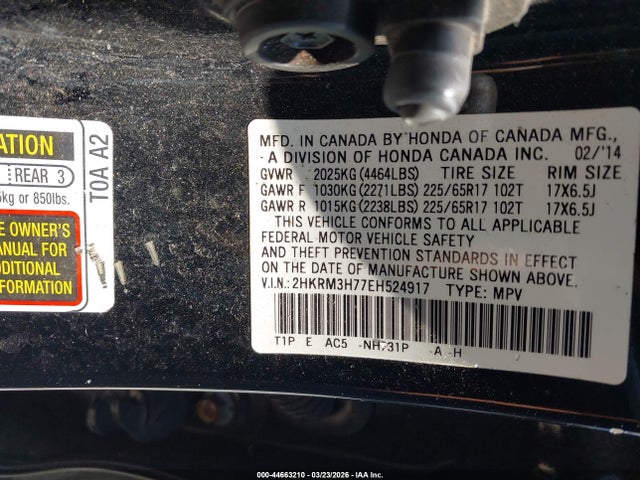 ATION
REAR 3
5kg or 850lbs.
E OWNER'S
ANUAL FOR
DDITIONAL
FORMATION
T0A A2
MFD. IN CANADA BY HONDA OF CANADA MFG.,
A DIVISION OF HONDA CANADA INC. 02/'14
GVWR 2025KG (4464LBS) TIRE SIZE RIM SIZE
GAWR F 1030KG (2271LBS) 225/65R17 102T 17X6.5J
GAWR R 1015KG (2238LBS) 225/65R17 102T 17X6.5J
THIS VEHICLE CONFORMS TO ALL APPLICABLE
FEDERAL MOTOR VEHICLE SAFETY
AND THEFT PREVENTION STANDARDS IN EFFECT
ON THE DATE OF MANUFACTURE SHOWN ABOVE.
V.I.N.: 2HKRM3H77EH524917 TYPE: MPV
T1P E AC5 -NH731P -A -H
000-44663210 - 03/23/2026 - IAA Inc.